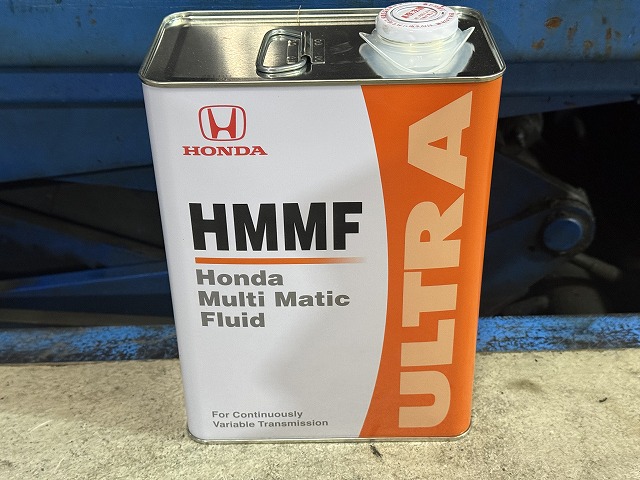 HONDA
HMMF
Honda
Multi Matic
Fluid
ULTRA
For Continuously
Variable Transmission